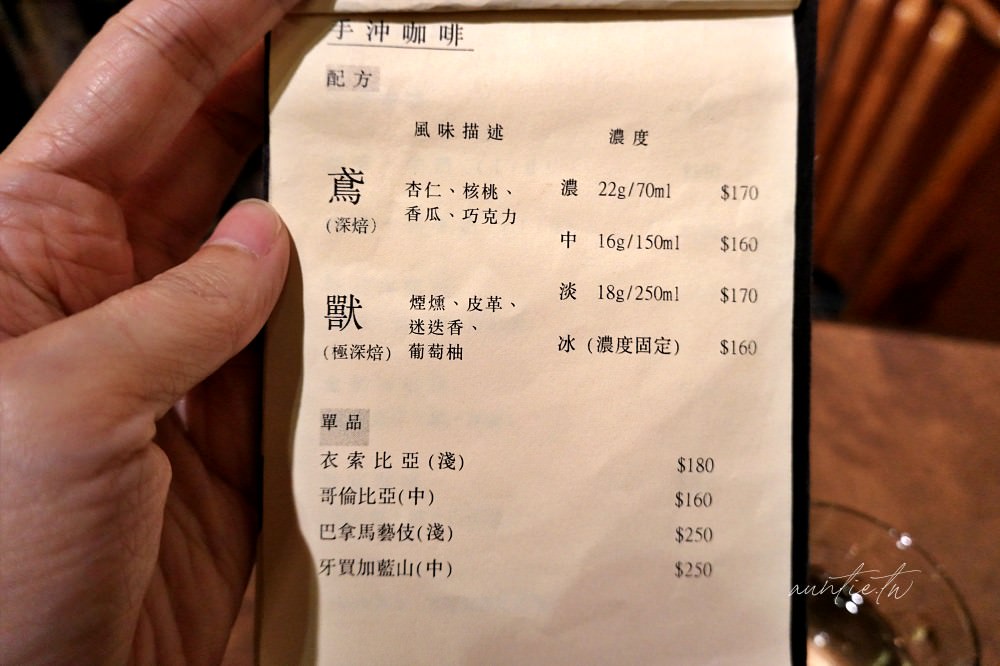 手沖咖啡
配方
風味描述 濃度
鳶 杏仁、核桃、 濃 22g/70ml $170
(深焙) 香瓜、巧克力
中 16g/150ml $160
獸 煙燻、皮革、 淡 18g/250ml $170
迷迭香、
(極深焙) 葡萄柚 冰 (濃度固定) $160
單品
衣索比亞(淺) $180
哥倫比亞(中) $160
巴拿馬藝伎(淺) $250
牙買加藍山(中) $250
auntie.tw